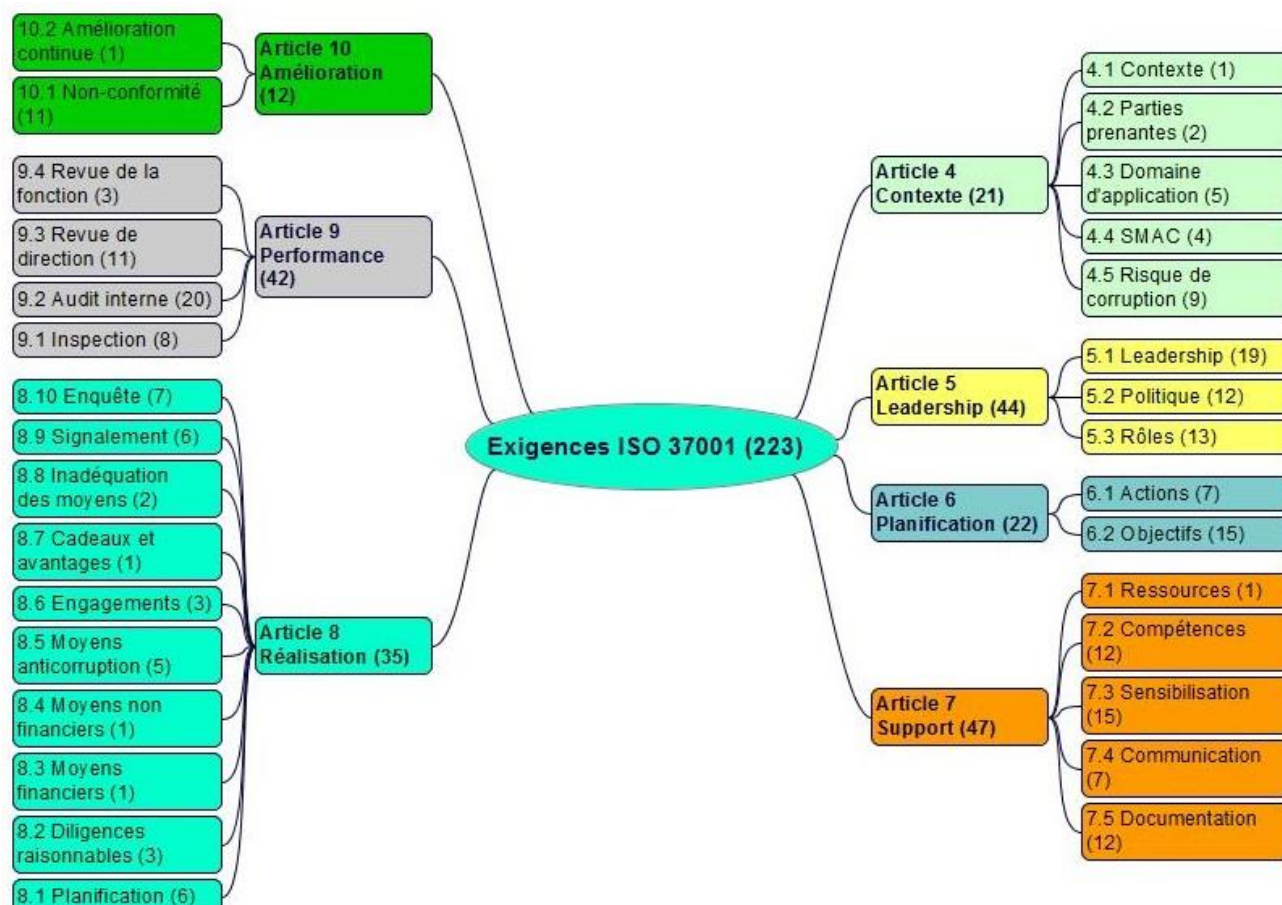 Exigences ISO 37001 (223)
Article 4
Contexte (21)
4.1 Contexte (1)
4.2 Parties
prenantes (2)
4.3 Domaine
d'application (5)
4.4 SMAC (4)
4.5 Risque de
corruption (9)
Article 5
Leadership (44)
5.1 Leadership (19)
5.2 Politique (12)
5.3 Rôles (13)
Article 6
Planification (22)
6.1 Actions (7)
6.2 Objectifs (15)
Article 7
Support (47)
7.1 Ressources (1)
7.2 Compétences
(12)
7.3 Sensibilisation
(15)
7.4 Communication
(7)
7.5 Documentation
(12)
Article 10
Amélioration
(12)
10.2 Amélioration
continue (1)
10.1 Non-conformité
(11)
Article 9
Performance
(42)
9.4 Revue de la
fonction (3)
9.3 Revue de
direction (11)
9.2 Audit interne (20)
9.1 Inspection (8)
Article 8
Réalisation (35)
8.10 Enquête (7)
8.9 Signalement (6)
8.8 Inadéquation
des moyens (2)
8.7 Cadeaux et
avantages (1)
8.6 Engagements (3)
8.5 Moyens
anticorruption (5)
8.4 Moyens non
financiers (1)
8.3 Moyens
financiers (1)
8.2 Diligences
raisonnables (3)
8.1 Planification (6)